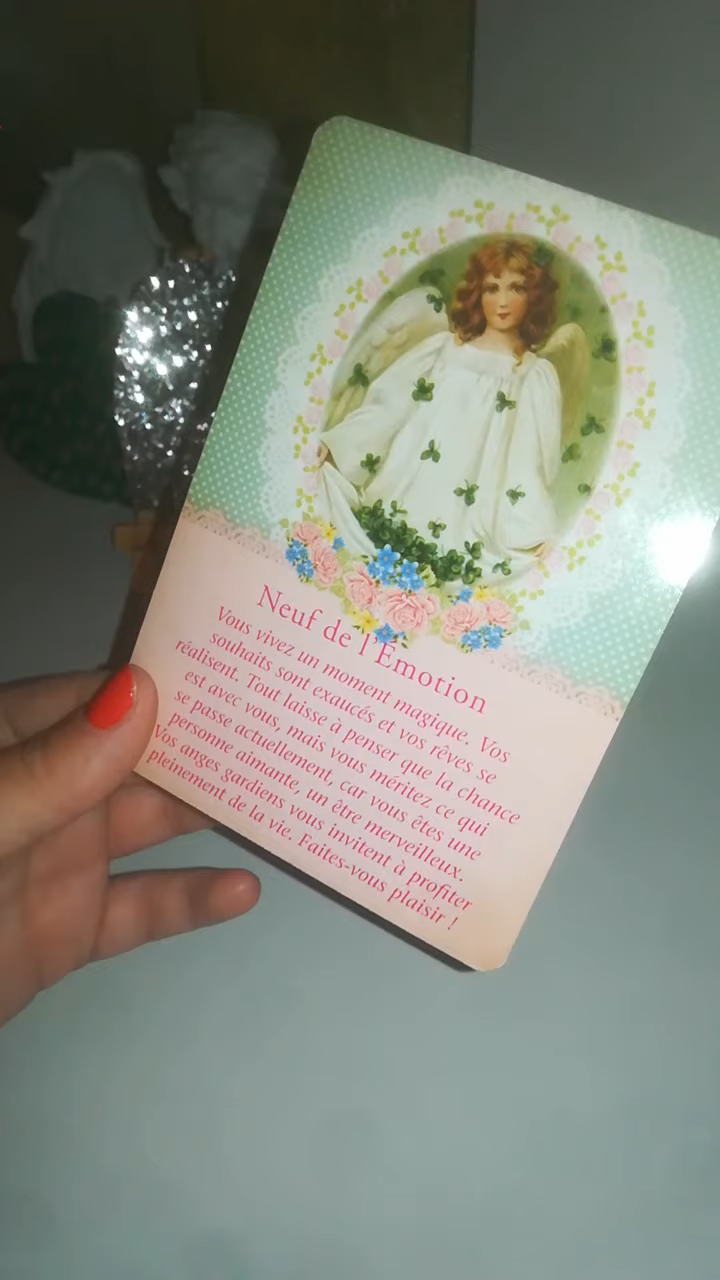 Neuf de l'Émotion
Vous vivez un moment magique. Vos
souhaits sont exaucés et vos rêves se
réalisent. Tout laisse à penser que la chance
est avec vous, mais vous méritez ce qui
se passe actuellement, car vous êtes une
personne aimante, un être merveilleux.
Vos anges gardiens vous invitent à profiter
pleinement de la vie. Faites-vous plaisir !